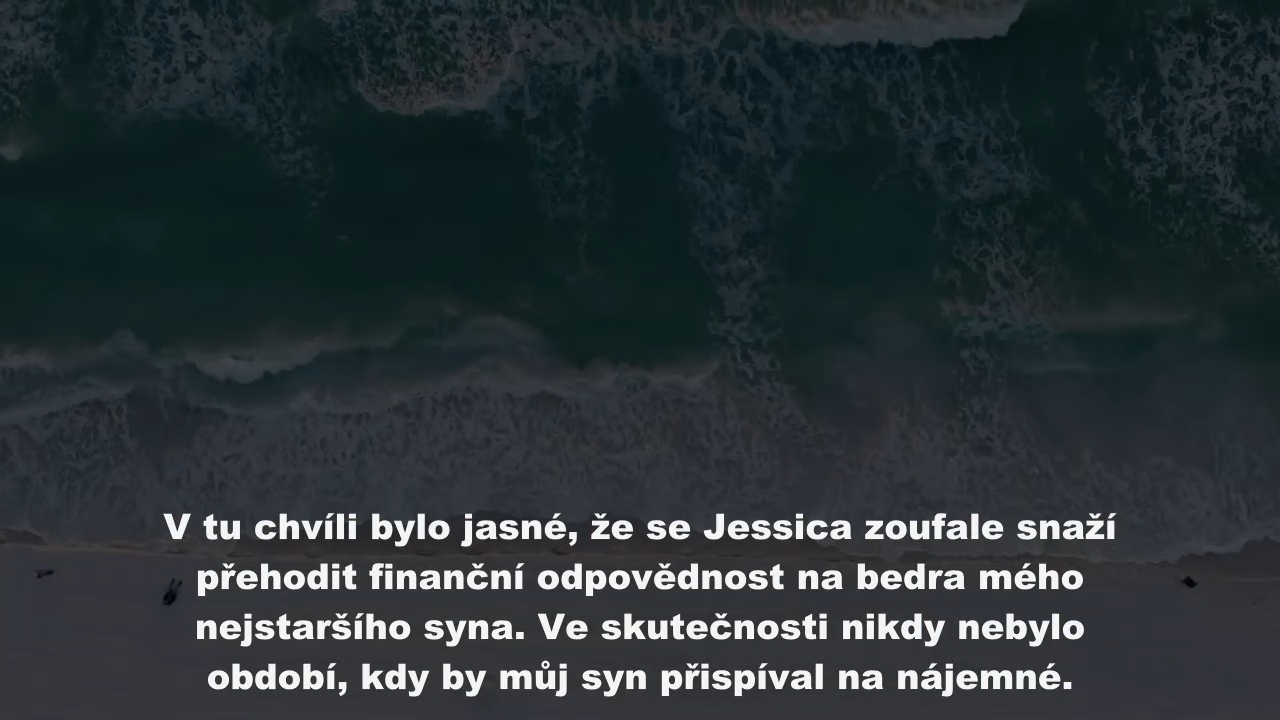 V tu chvíli bylo jasné, že se Jessica zoufale snaží
přehodit finanční odpovědnost na bedra mého
nejstaršího syna. Ve skutečnosti nikdy nebylo
období, kdy by můj syn přispíval na nájemné.